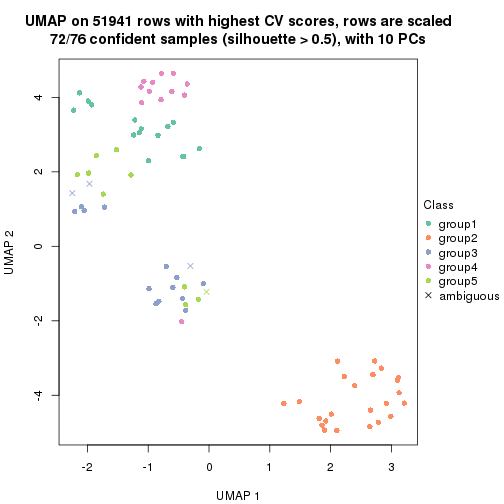 UMAP on 51941 rows with highest CV scores, rows are scaled
72/76 confident samples (silhouette > 0.5), with 10 PCs
4
2
0
-2
-4
UMAP 2
-2
-1
0
1
2
3
UMAP 1
Class
group1
group2
group3
group4
group5
ambiguous